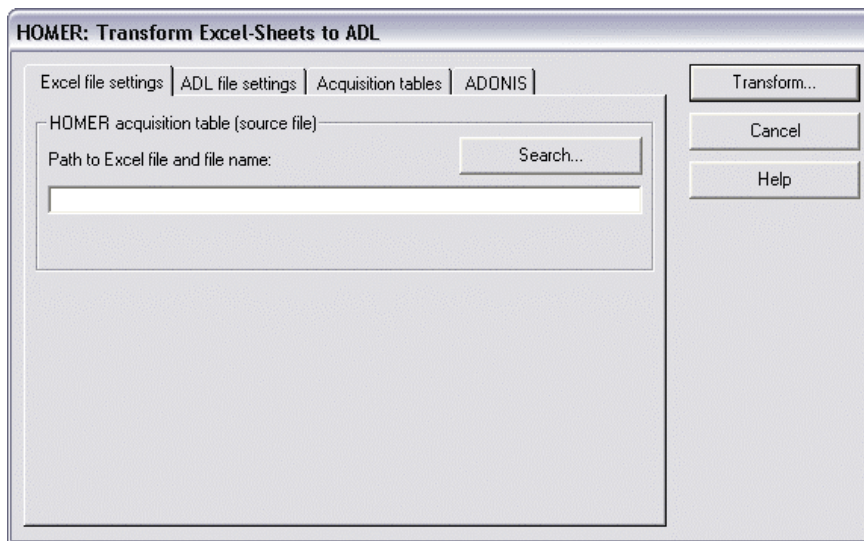 HOMER: Transform Excel-Sheets to ADL
Excel file settings
ADL file settings
Acquisition tables
ADONIS
HOMER acquisition table (source file)
Path to Excel file and file name:
Search...
Transform...
Cancel
Help